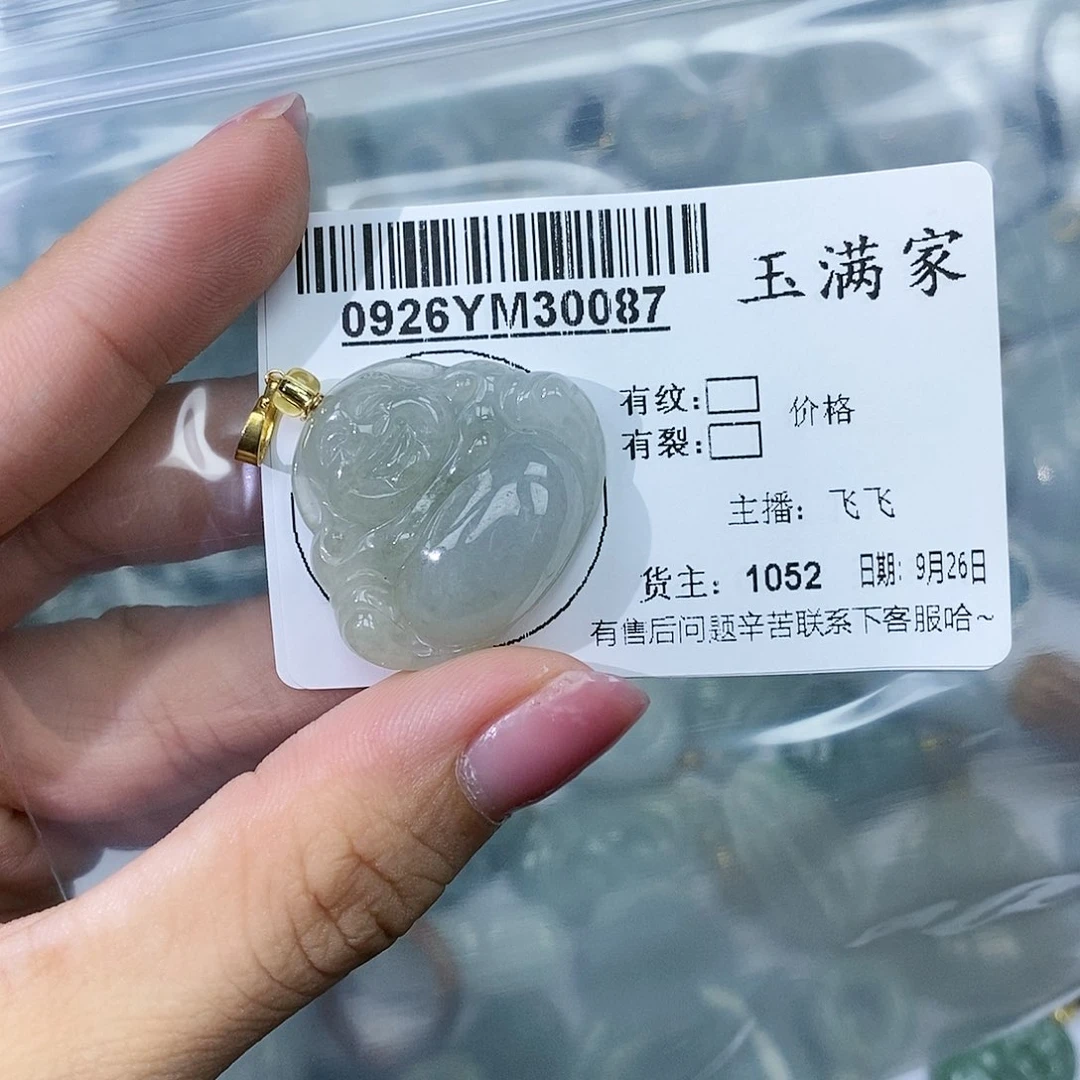 玉满家
0926YM30087
有纹：□ 价格
有裂：□
主播：飞飞
货主：1052 日期：9月26日
有售后问题辛苦联系下客服哈~